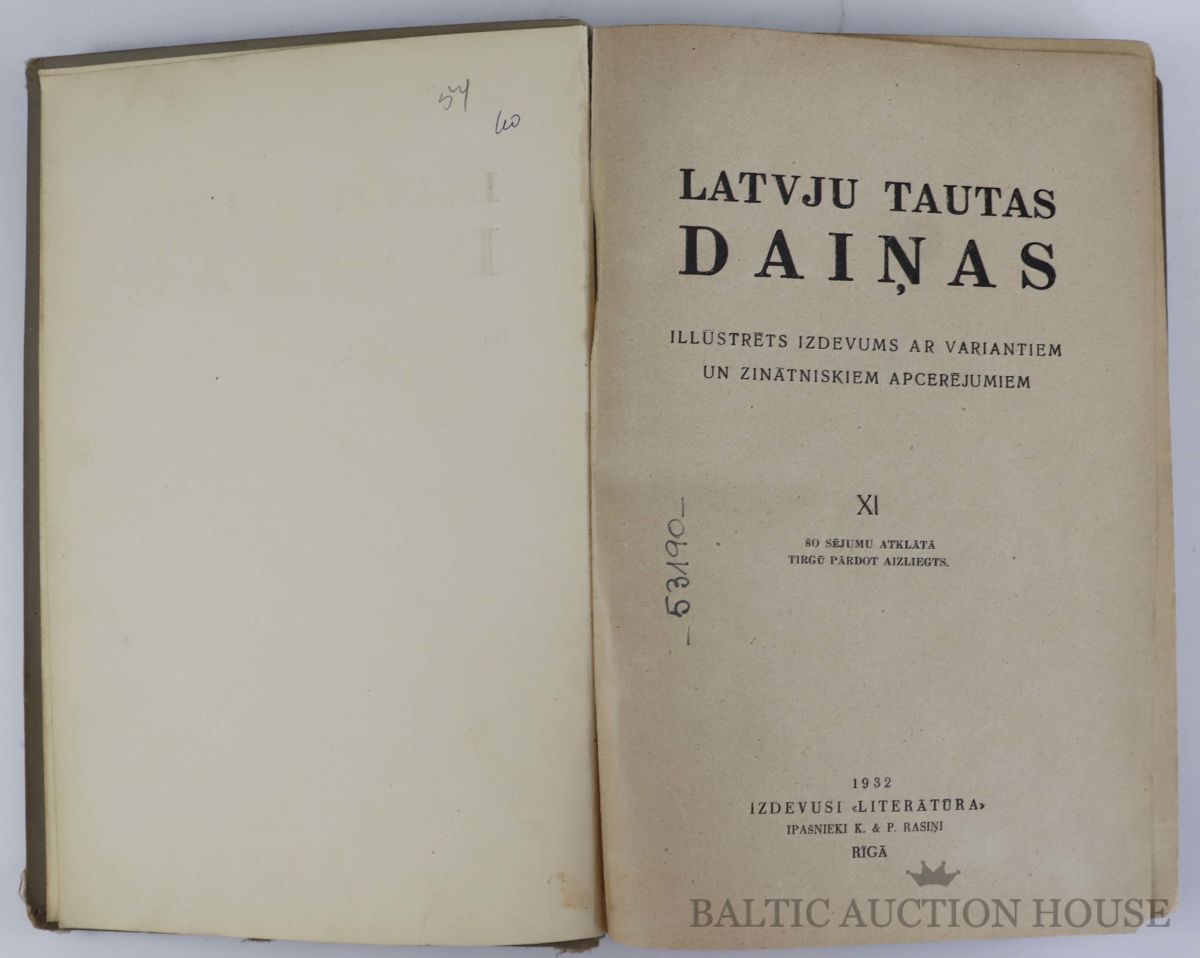 54
60
LATVJU TAUTAS
DAIŅAS
ILLŪSTRĒTS IZDEVUMS AR VARIANTIEM
UN ZINĀTNISKIEM APCERĒJUMIEM
XI
ŠO SĒJUMU ATKLĀTĀ
TIRGŪ PĀRDOT AIZLIEGTS.
–53190–
1932
IZDEVUSI «LITERĀTŪRA»
ĪPAŠNIEKI K. & P. RASIŅI
RĪGĀ
BALTIC AUCTION HOUSE